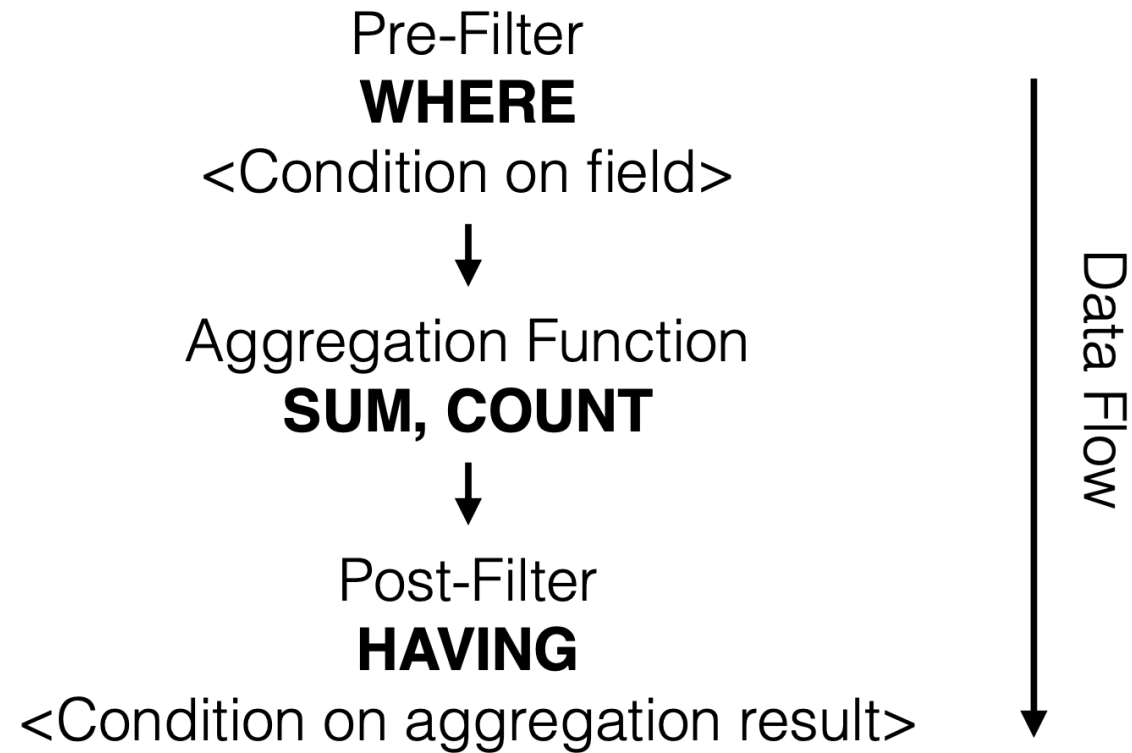 Pre-Filter
WHERE
<Condition on field>
Aggregation Function
SUM, COUNT
Post-Filter
HAVING
<Condition on aggregation result>
Data Flow